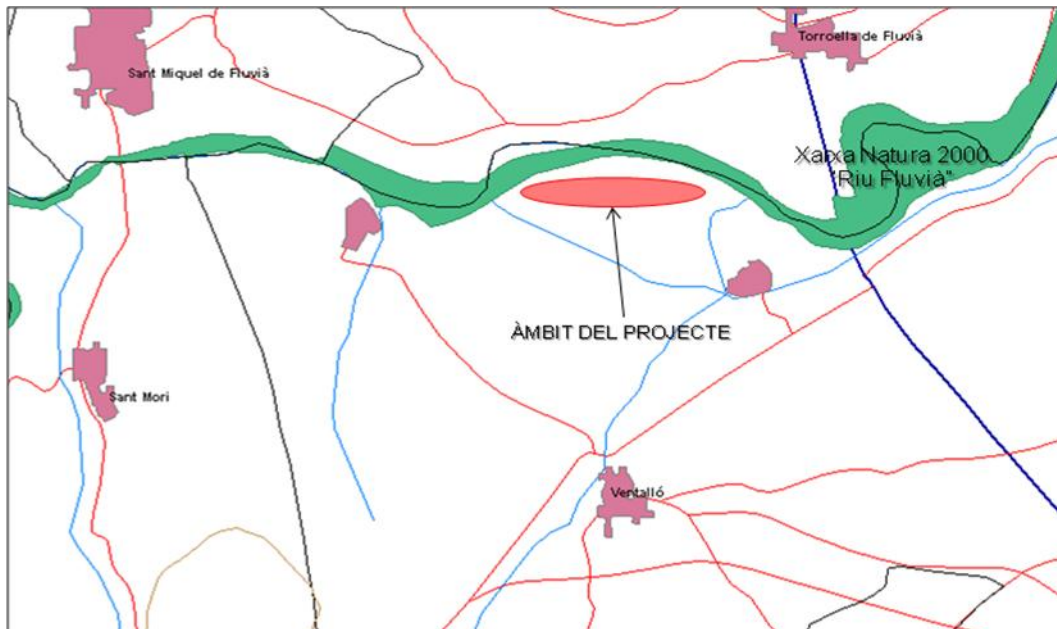 Torroella de Fluvià
Sant Miquel de Fluvià
Xarxa Natura 2000
"Riu Fluvià"
ÀMBIT DEL PROJECTE
Sant Mori
Ventalló